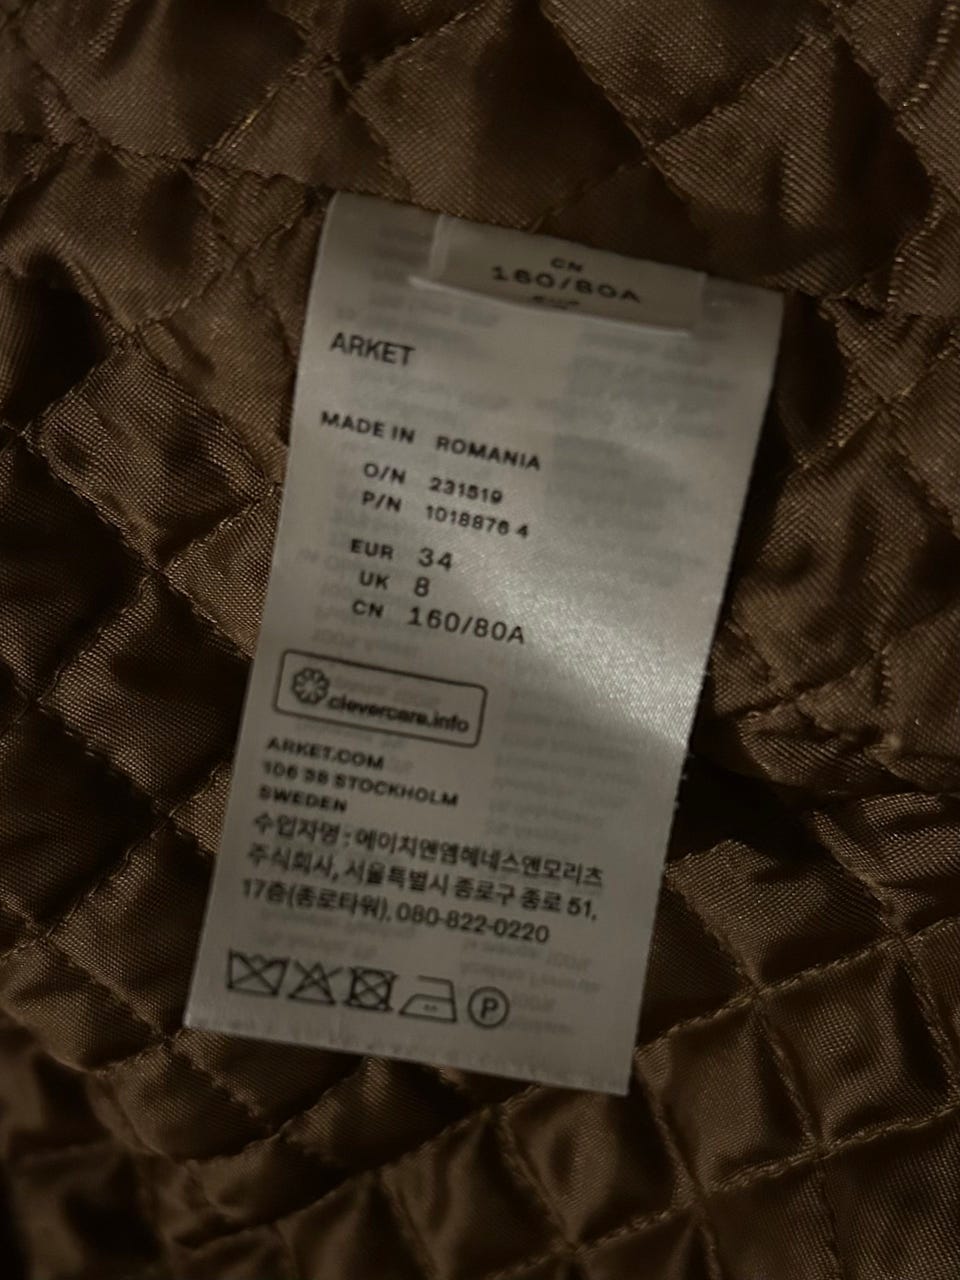 CN
160/80A
ARKET
MADE IN ROMANIA
O/N 231519
P/N 1018876 4
EUR 34
UK 8
CN 160/80A
clevercare.info
ARKET.COM
106 38 STOCKHOLM
SWEDEN
수입자명 : 에이치앤엠헤네스앤모리츠
주식회사, 서울특별시 종로구 종로 51,
17층(종로타워), 080-822-0220
P